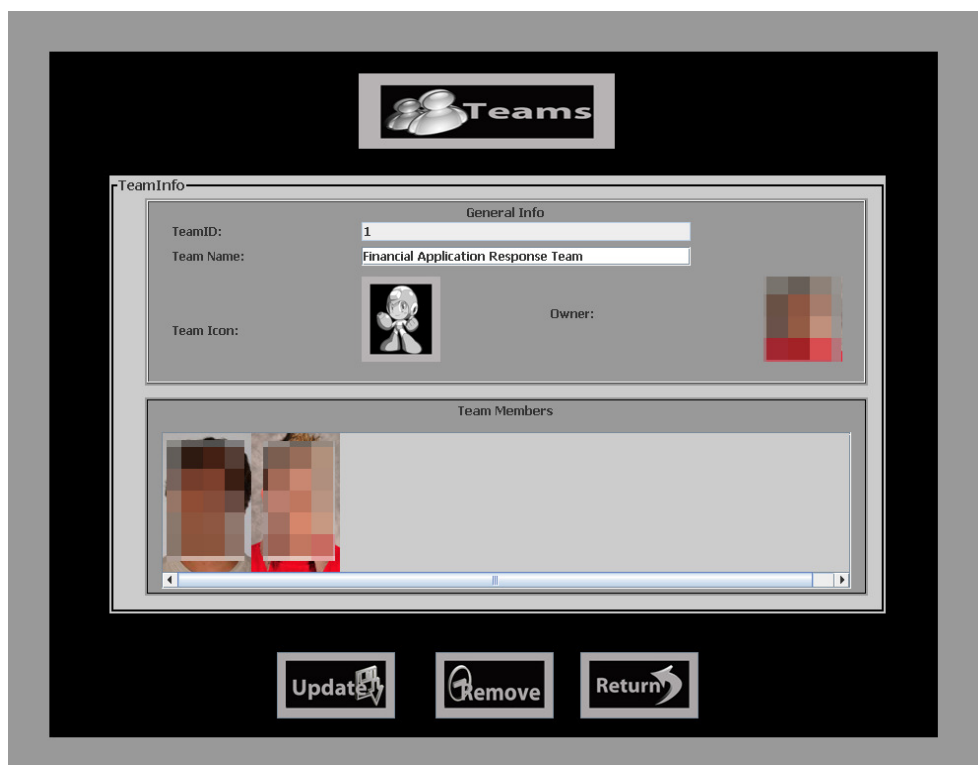 Teams
TeamInfo
General Info
TeamID:
1
Team Name:
Financial Application Response Team
Team Icon:
Owner:
Team Members
Update
Remove
Return